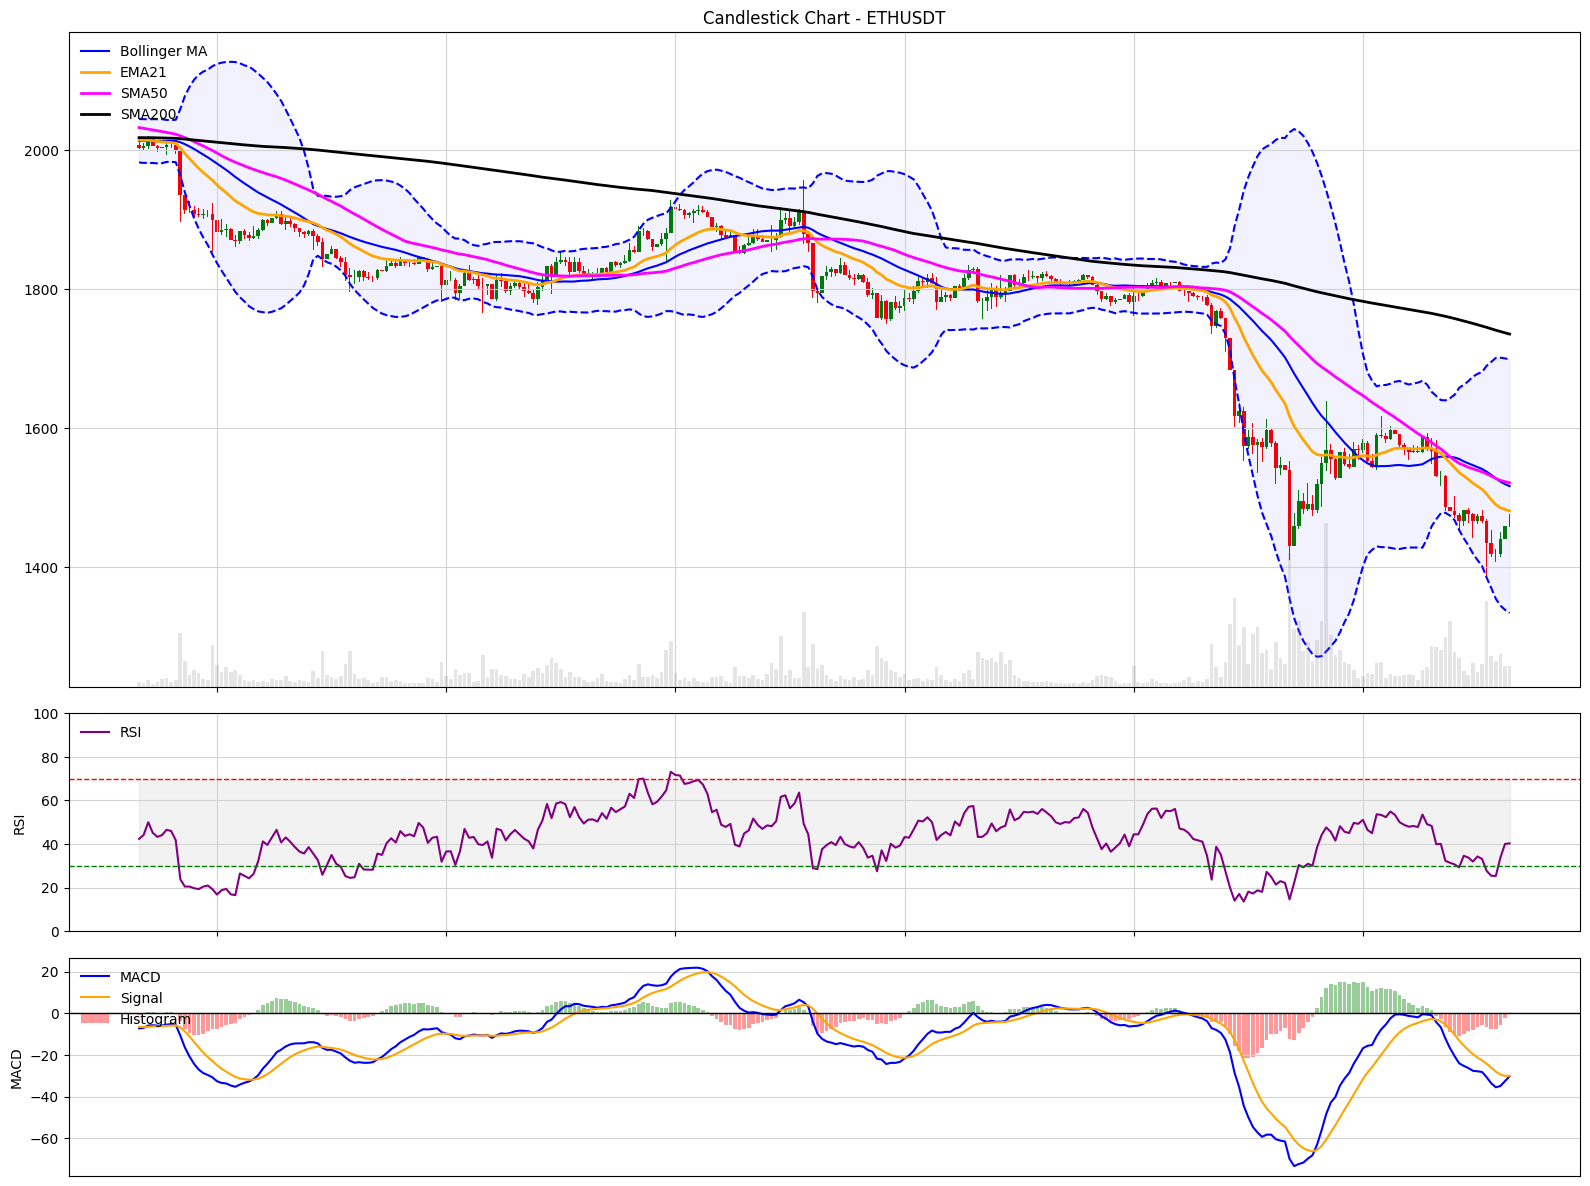 Candlestick Chart - ETHUSDT
Bollinger MA
EMA21
SMA50
SMA200
2000
1800
1600
1400
RSI
100
80
60
40
20
0
RSI
MACD
Signal
Histogram
20
0
−20
−40
−60
MACD